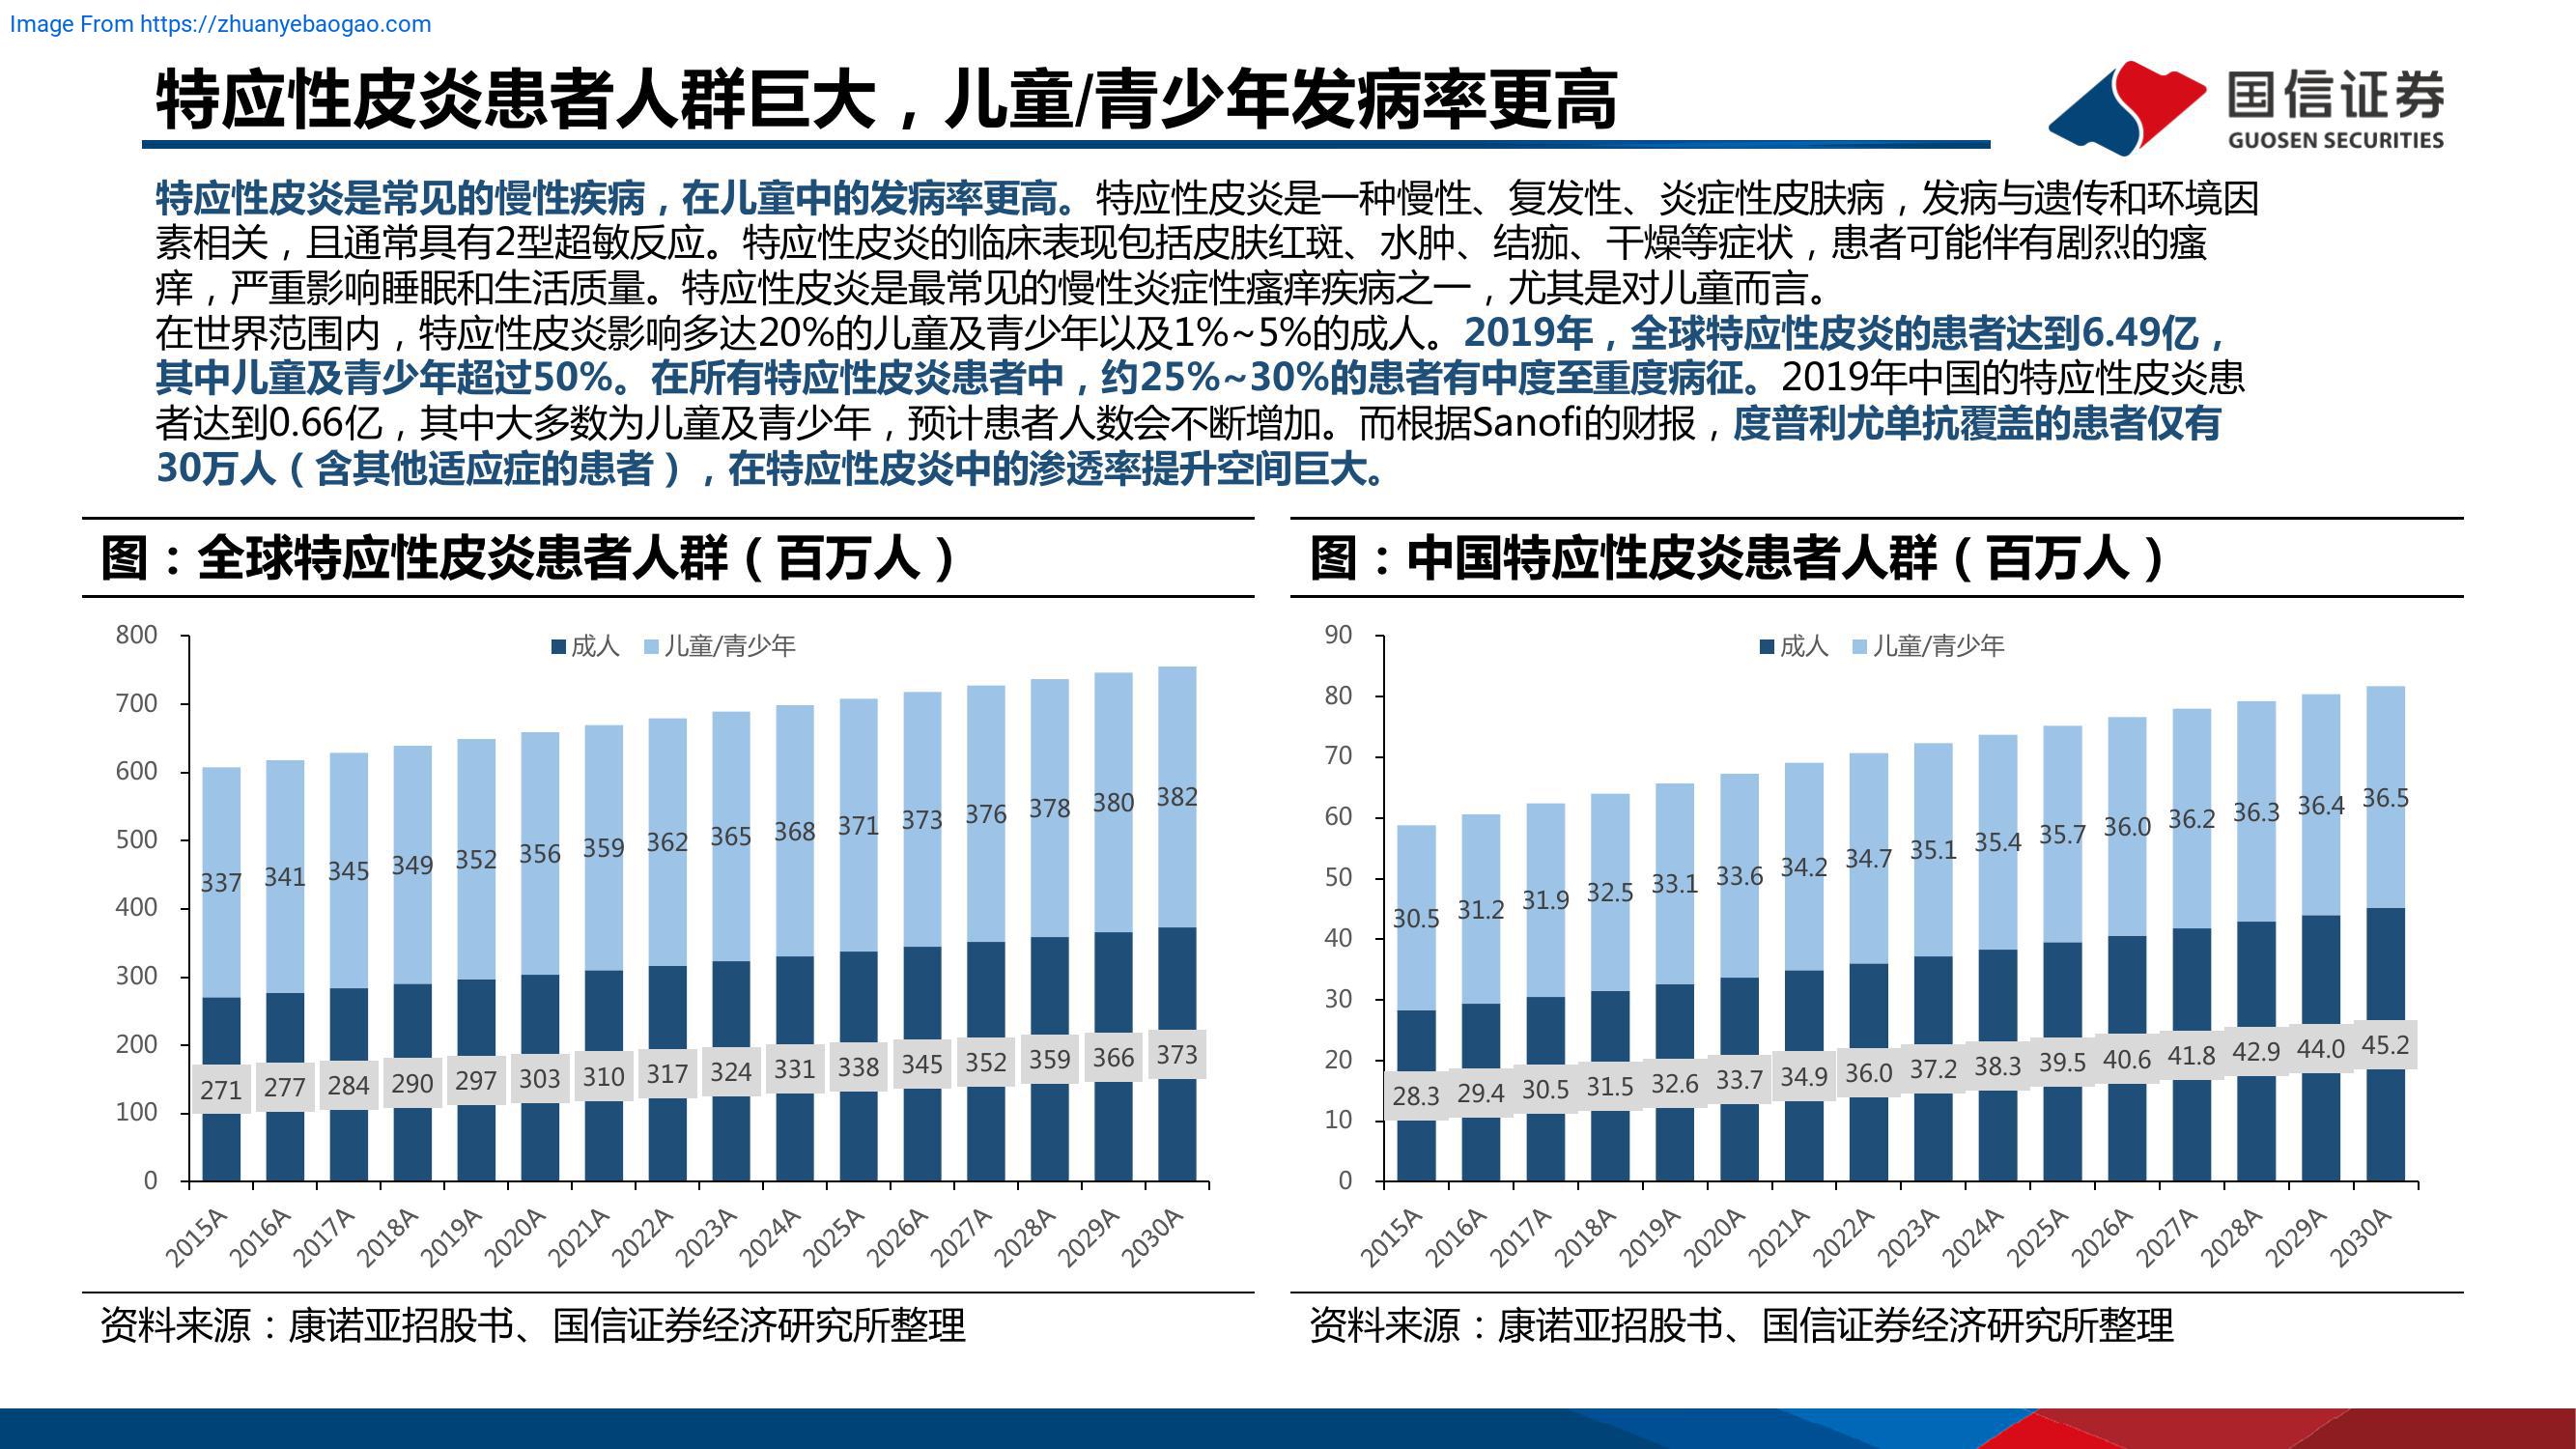 Image From https://zhuanyebaogao.com
特应性皮炎患者人群巨大，儿童/青少年发病率更高
国信证券
GUOSEN SECURITIES
特应性皮炎是常见的慢性疾病，在儿童中的发病率更高。特应性皮炎是一种慢性、复发性、炎症性皮肤病，发病与遗传和环境因
素相关，且通常具有2型超敏反应。特应性皮炎的临床表现包括皮肤红斑、水肿、结痂、干燥等症状，患者可能伴有剧烈的瘙
痒，严重影响睡眠和生活质量。特应性皮炎是最常见的慢性炎症性瘙痒疾病之一，尤其是对儿童而言。
在世界范围内，特应性皮炎影响多达20%的儿童及青少年以及1%~5%的成人。2019年，全球特应性皮炎的患者达到6.49亿，
其中儿童及青少年超过50%。在所有特应性皮炎患者中，约25%~30%的患者有中度至重度病征。2019年中国的特应性皮炎患
者达到0.66亿，其中大多数为儿童及青少年，预计患者人数会不断增加。而根据Sanofi的财报，度普利尤单抗覆盖的患者仅有
30万人（含其他适应症的患者），在特应性皮炎中的渗透率提升空间巨大。
图：全球特应性皮炎患者人群（百万人）
成人 儿童/青少年
800
700
600
500
400
300
200
100
0
337 341 345 349 352 356 359 362 365 368 371 373 376 378 380 382
271 277 284 290 297 303 310 317 324 331 338 345 352 359 366 373
2015A 2016A 2017A 2018A 2019A 2020A 2021A 2022A 2023A 2024A 2025A 2026A 2027A 2028A 2029A 2030A
资料来源：康诺亚招股书、国信证券经济研究所整理
图：中国特应性皮炎患者人群（百万人）
成人 儿童/青少年
90
80
70
60
50
40
30
20
10
0
30.5 31.2 31.9 32.5 33.1 33.6 34.2 34.7 35.1 35.4 35.7 36.0 36.2 36.3 36.4 36.5
28.3 29.4 30.5 31.5 32.6 33.7 34.9 36.0 37.2 38.3 39.5 40.6 41.8 42.9 44.0 45.2
2015A 2016A 2017A 2018A 2019A 2020A 2021A 2022A 2023A 2024A 2025A 2026A 2027A 2028A 2029A 2030A
资料来源：康诺亚招股书、国信证券经济研究所整理